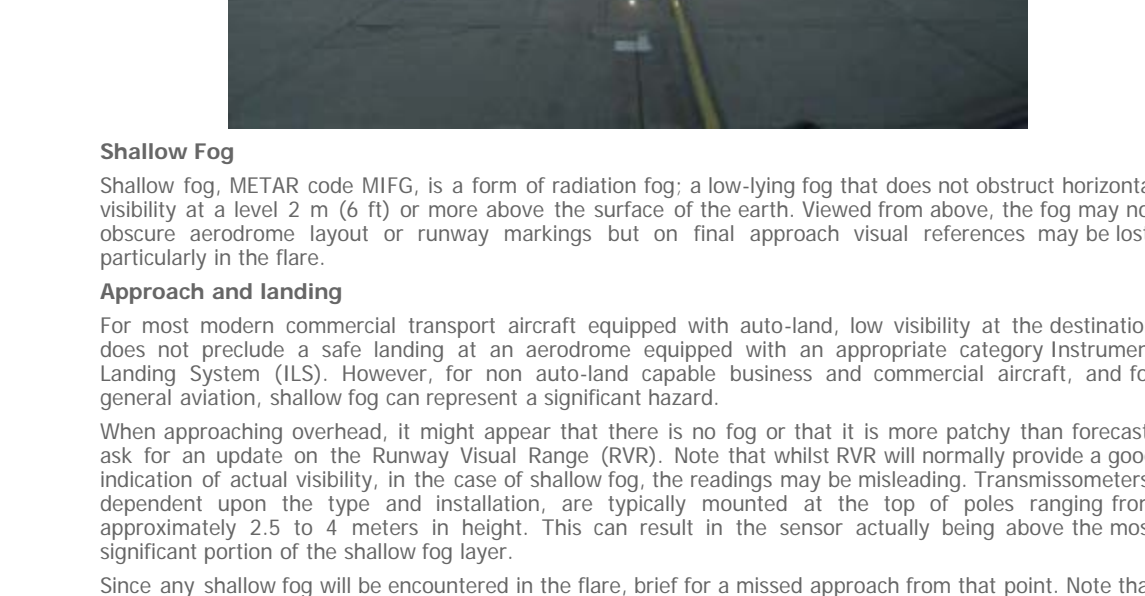 Shallow Fog
Shallow fog, METAR code MIFG, is a form of radiation fog; a low-lying fog that does not obstruct horizonta
visibility at a level 2 m (6 ft) or more above the surface of the earth. Viewed from above, the fog may no
obscure aerodrome layout or runway markings but on final approach visual references may be lost
particularly in the flare.
Approach and landing
For most modern commercial transport aircraft equipped with auto-land, low visibility at the destinatio
does not preclude a safe landing at an aerodrome equipped with an appropriate category Instrumen
Landing System (ILS). However, for non auto-land capable business and commercial aircraft, and fo
general aviation, shallow fog can represent a significant hazard.
When approaching overhead, it might appear that there is no fog or that it is more patchy than forecast
ask for an update on the Runway Visual Range (RVR). Note that whilst RVR will normally provide a goo
indication of actual visibility, in the case of shallow fog, the readings may be misleading. Transmissometers
dependent upon the type and installation, are typically mounted at the top of poles ranging fron
approximately 2.5 to 4 meters in height. This can result in the sensor actually being above the mos
significant portion of the shallow fog layer.
Since any shallow fog will be encountered in the flare, brief for a missed approach from that point. Note tha